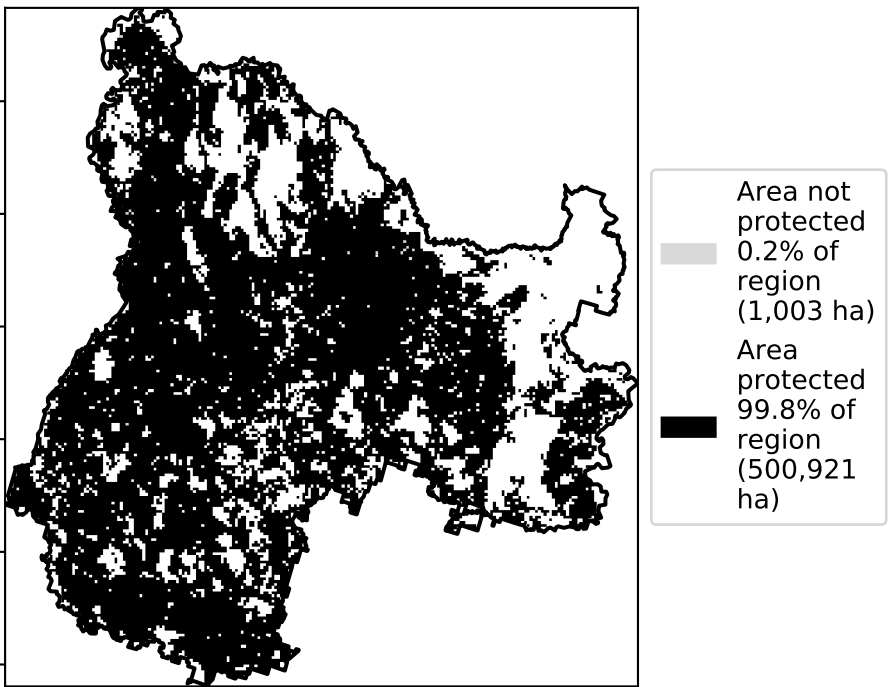 Area not
protected
0.2% of
region
(1,003 ha)
Area
protected
99.8% of
region
(500,921
ha)